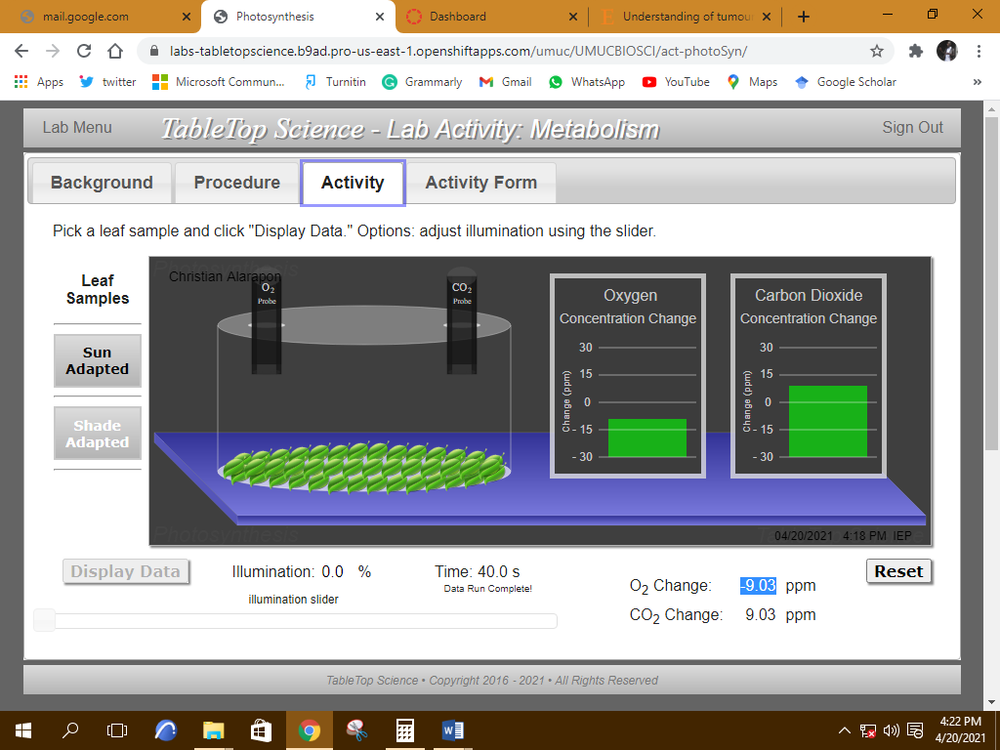 mail.google.com
Photosynthesis
Dashboard
Understanding of tumou
labs-tabletopscience.b9ad.pro-us-east-1.openshiftapps.com/umuc/UMUCBIOSCI/act-photoSyn/
Apps
twitter
Microsoft Commun...
Turnitin
Grammarly
Gmail
WhatsApp
YouTube
Maps
Google Scholar
»
Lab Menu
TableTop Science - Lab Activity: Metabolism
Sign Out
Background
Procedure
Activity
Activity Form
Pick a leaf sample and click "Display Data." Options: adjust illumination using the slider.
Leaf
Samples
Sun
Adapted
Shade
Adapted
Photosynthesis
Christian Alarapon
O2
Probe
CO2
Probe
Oxygen
Concentration Change
30
15
0
- 15
- 30
Change (ppm)
Carbon Dioxide
Concentration Change
30
15
0
- 15
- 30
Change (ppm)
Photosynthesis
04/20/2021 4:18 PM IEP
Display Data
Illumination: 0.0 %
illumination slider
Time: 40.0 s
Data Run Complete!
O2 Change: -9.03 ppm
CO2 Change: 9.03 ppm
Reset
TableTop Science • Copyright 2016 - 2021 • All Rights Reserved
4:22 PM
4/20/2021